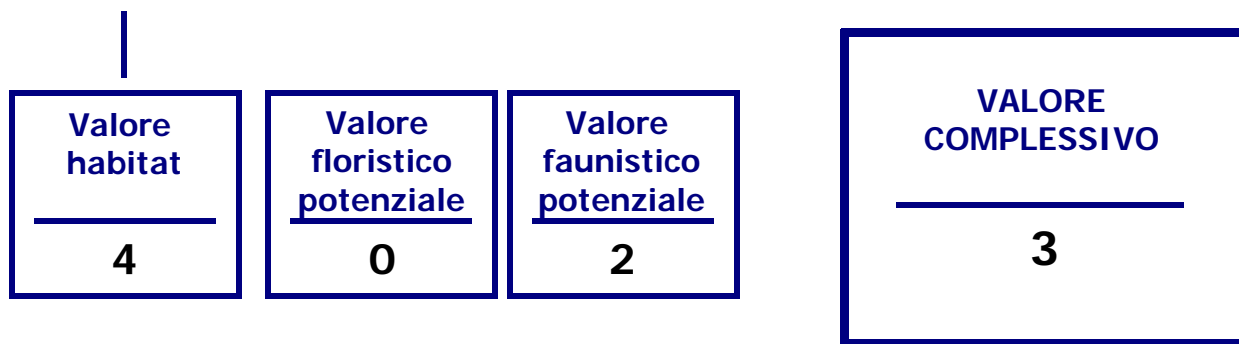 Valore
habitat
4
Valore
floristico
potenziale
0
Valore
faunistico
potenziale
2
VALORE
COMPLESSIVO
3